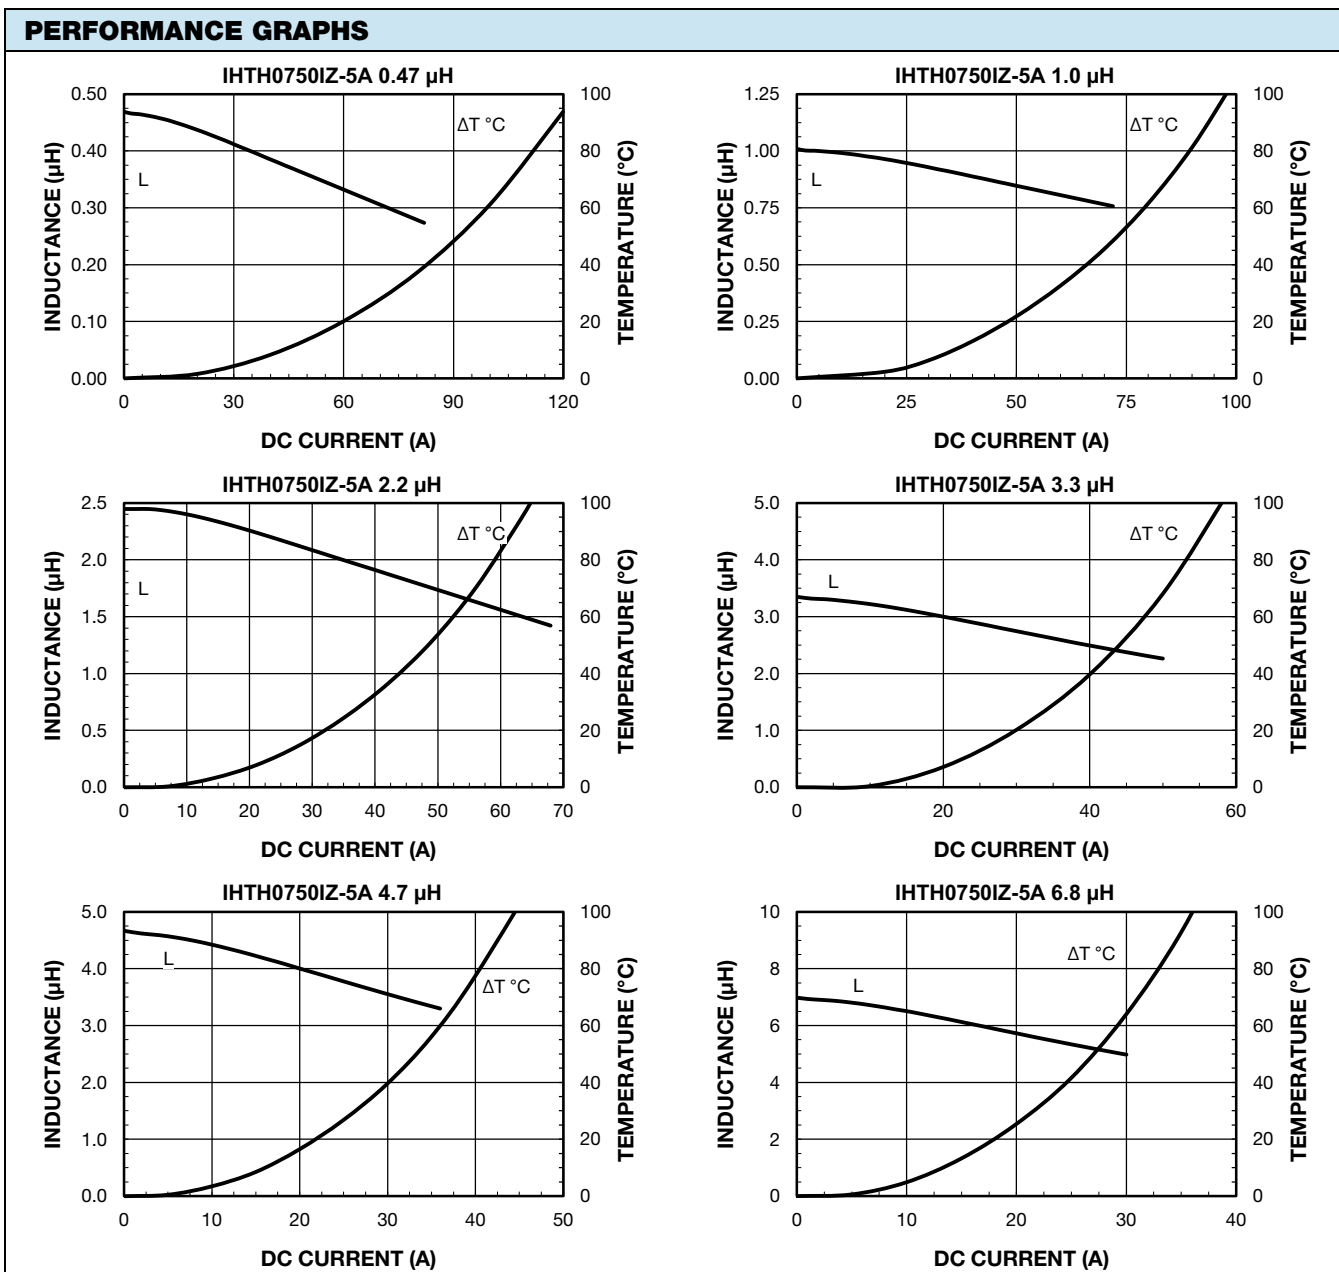 PERFORMANCE GRAPHS
IHTH0750IZ-5A 0.47 µH
INDUCTANCE (µH)
0.50
0.40
0.30
0.20
0.10
0.00
L
ΔT °C
100
80
60
40
20
0
TEMPERATURE (°C)
0 30 60 90 120
DC CURRENT (A)
IHTH0750IZ-5A 1.0 µH
INDUCTANCE (µH)
1.25
1.00
0.75
0.50
0.25
0.00
L
ΔT °C
100
80
60
40
20
0
TEMPERATURE (°C)
0 25 50 75 100
DC CURRENT (A)
IHTH0750IZ-5A 2.2 µH
INDUCTANCE (µH)
2.5
2.0
1.5
1.0
0.5
0.0
L
ΔT °C
100
80
60
40
20
0
TEMPERATURE (°C)
0 10 20 30 40 50 60 70
DC CURRENT (A)
IHTH0750IZ-5A 3.3 µH
INDUCTANCE (µH)
5.0
4.0
3.0
2.0
1.0
0.0
L
ΔT °C
100
80
60
40
20
0
TEMPERATURE (°C)
0 20 40 60
DC CURRENT (A)
IHTH0750IZ-5A 4.7 µH
INDUCTANCE (µH)
5.0
4.0
3.0
2.0
1.0
0.0
L
ΔT °C
100
80
60
40
20
0
TEMPERATURE (°C)
0 10 20 30 40 50
DC CURRENT (A)
IHTH0750IZ-5A 6.8 µH
INDUCTANCE (µH)
10
8
6
4
2
0
L
ΔT °C
100
80
60
40
20
0
TEMPERATURE (°C)
0 10 20 30 40
DC CURRENT (A)